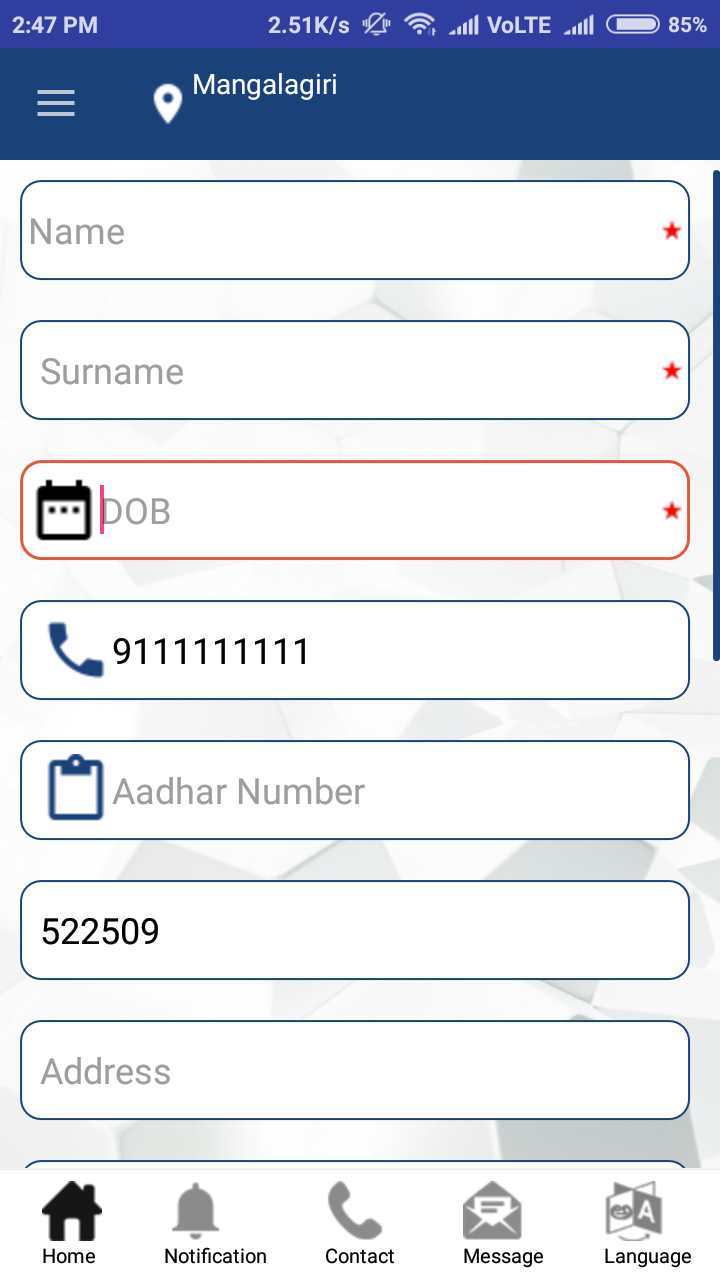 2:47 PM 2.51K/s VoLTE 85%
Mangalagiri
Name
Surname
DOB
9111111111
Aadhar Number
522509
Address
Home Notification Contact Message Language